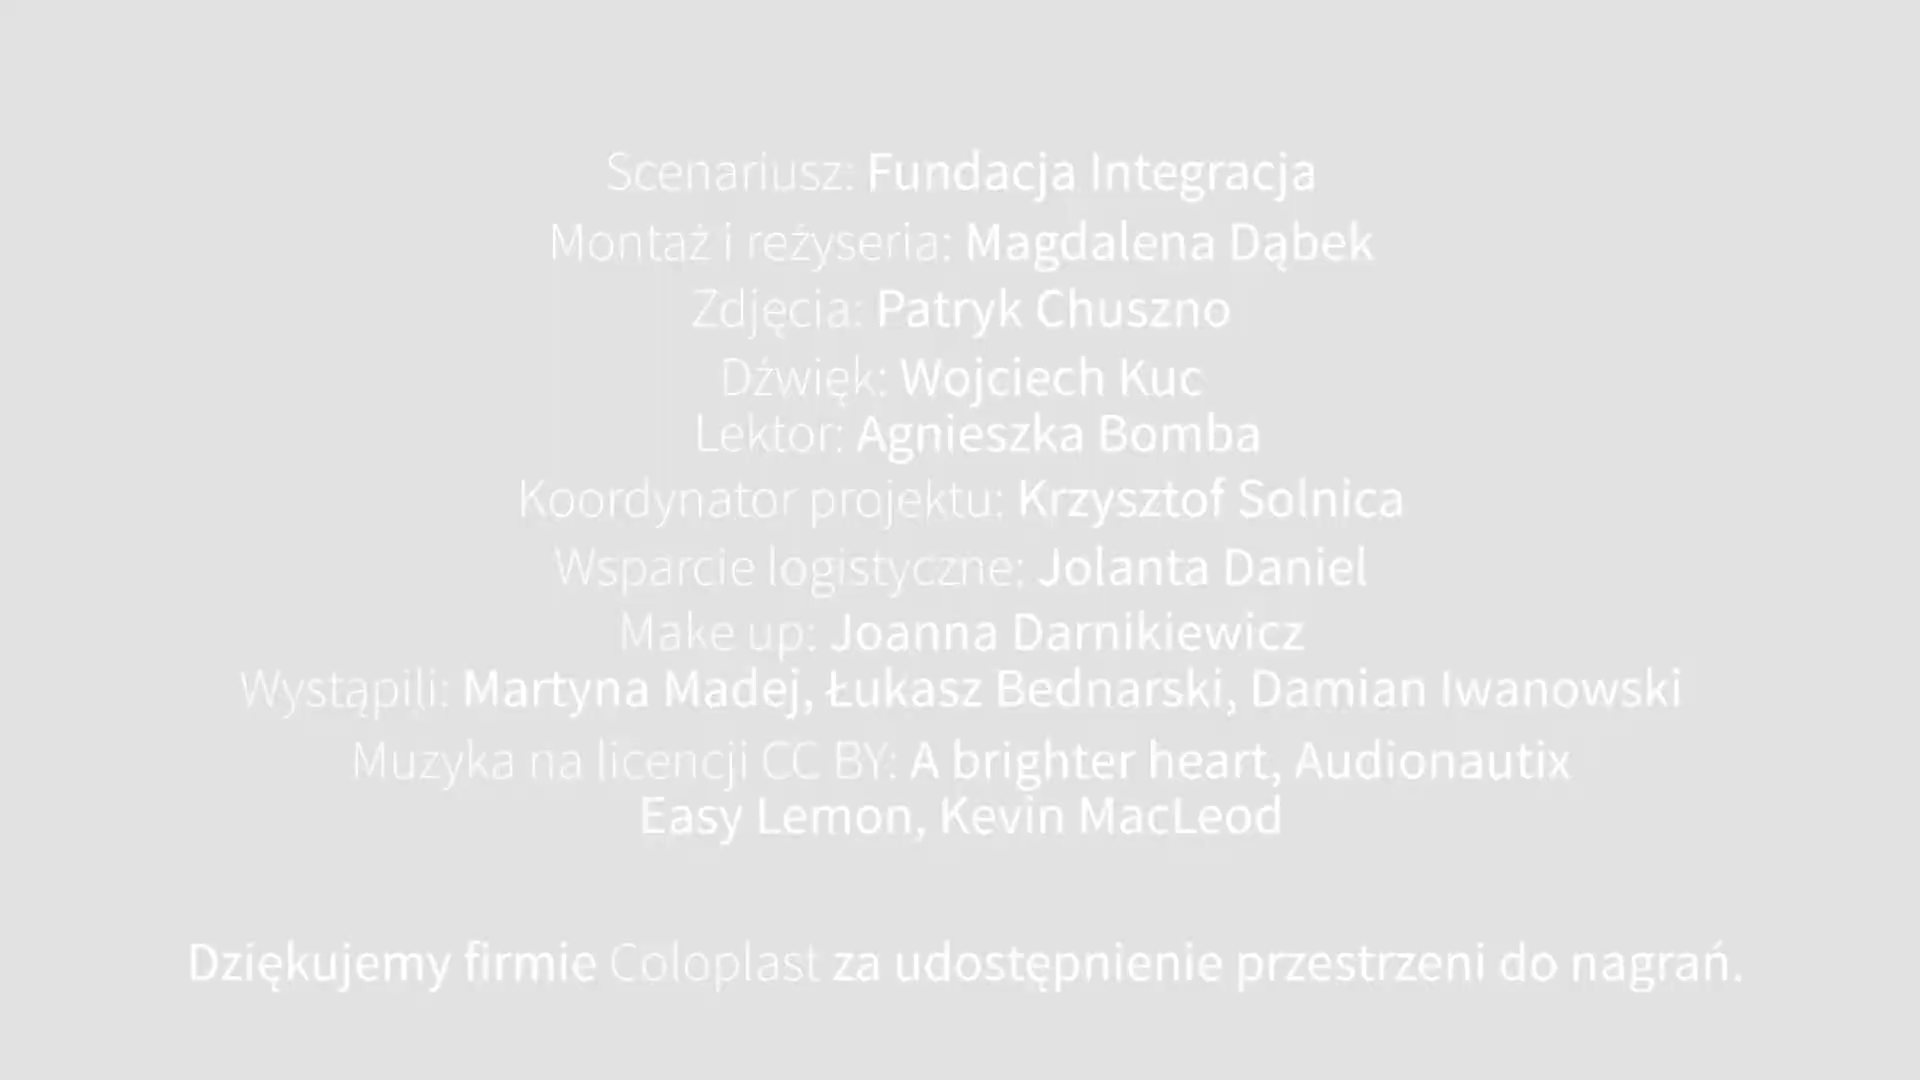 Scenariusz: Fundacja Integracja
Montaż i reżyseria: Magdalena Dąbek
Zdjęcia: Patryk Chuszno
Dźwięk: Wojciech Kuc
Lektor: Agnieszka Bomba
Koordynator projektu: Krzysztof Solnica
Wsparcie logistyczne: Jolanta Daniel
Make up: Joanna Darnikiewicz
Wystąpili: Martyna Madej, Łukasz Bednarski, Damian Iwanowski
Muzyka na licencji CC BY: A brighter heart, Audionautix
Easy Lemon, Kevin MacLeod
Dziękujemy firmie Coloplast za udostępnienie przestrzeni do nagrań.